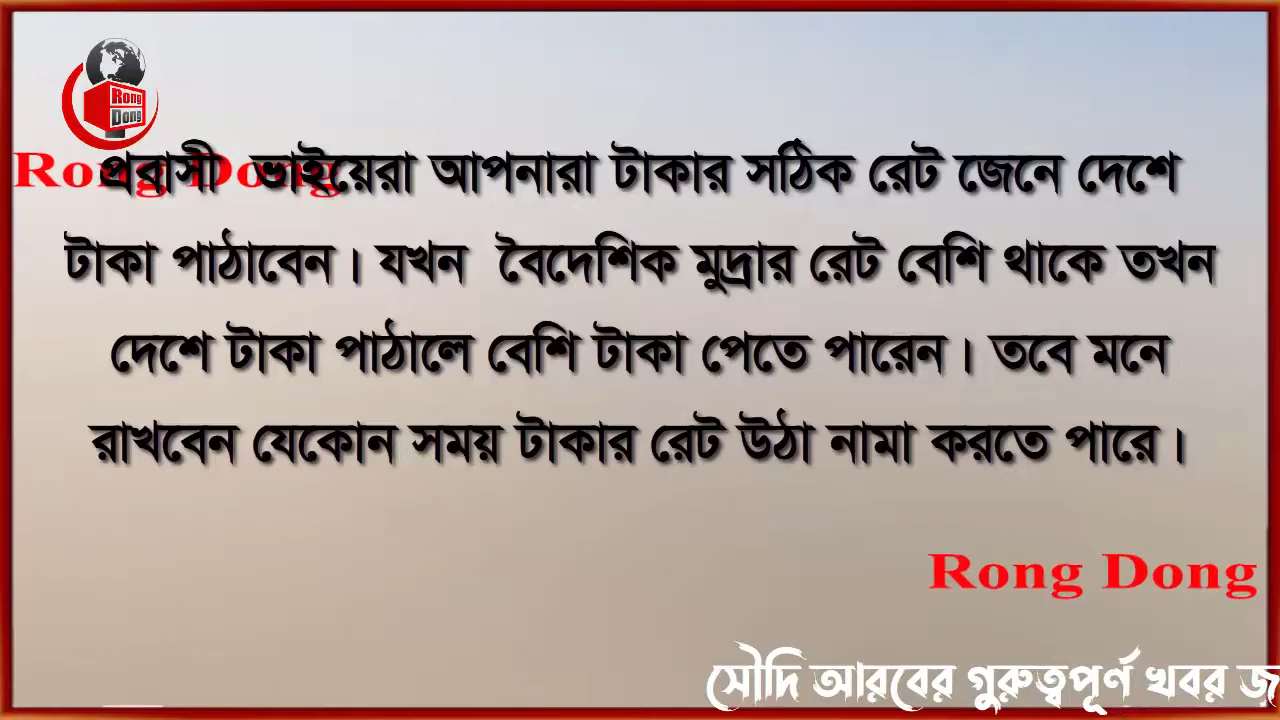 Rong
Dong
Rong Dong
প্রবাসী ভাইয়েরা আপনারা টাকার সঠিক রেট জেনে দেশে
টাকা পাঠাবেন। যখন বৈদেশিক মুদ্রার রেট বেশি থাকে তখন
দেশে টাকা পাঠালে বেশি টাকা পেতে পারেন। তবে মনে
রাখবেন যেকোন সময় টাকার রেট উঠা নামা করতে পারে।
Rong Dong
সৌদি আরবের গুরুত্বপূর্ণ খবর